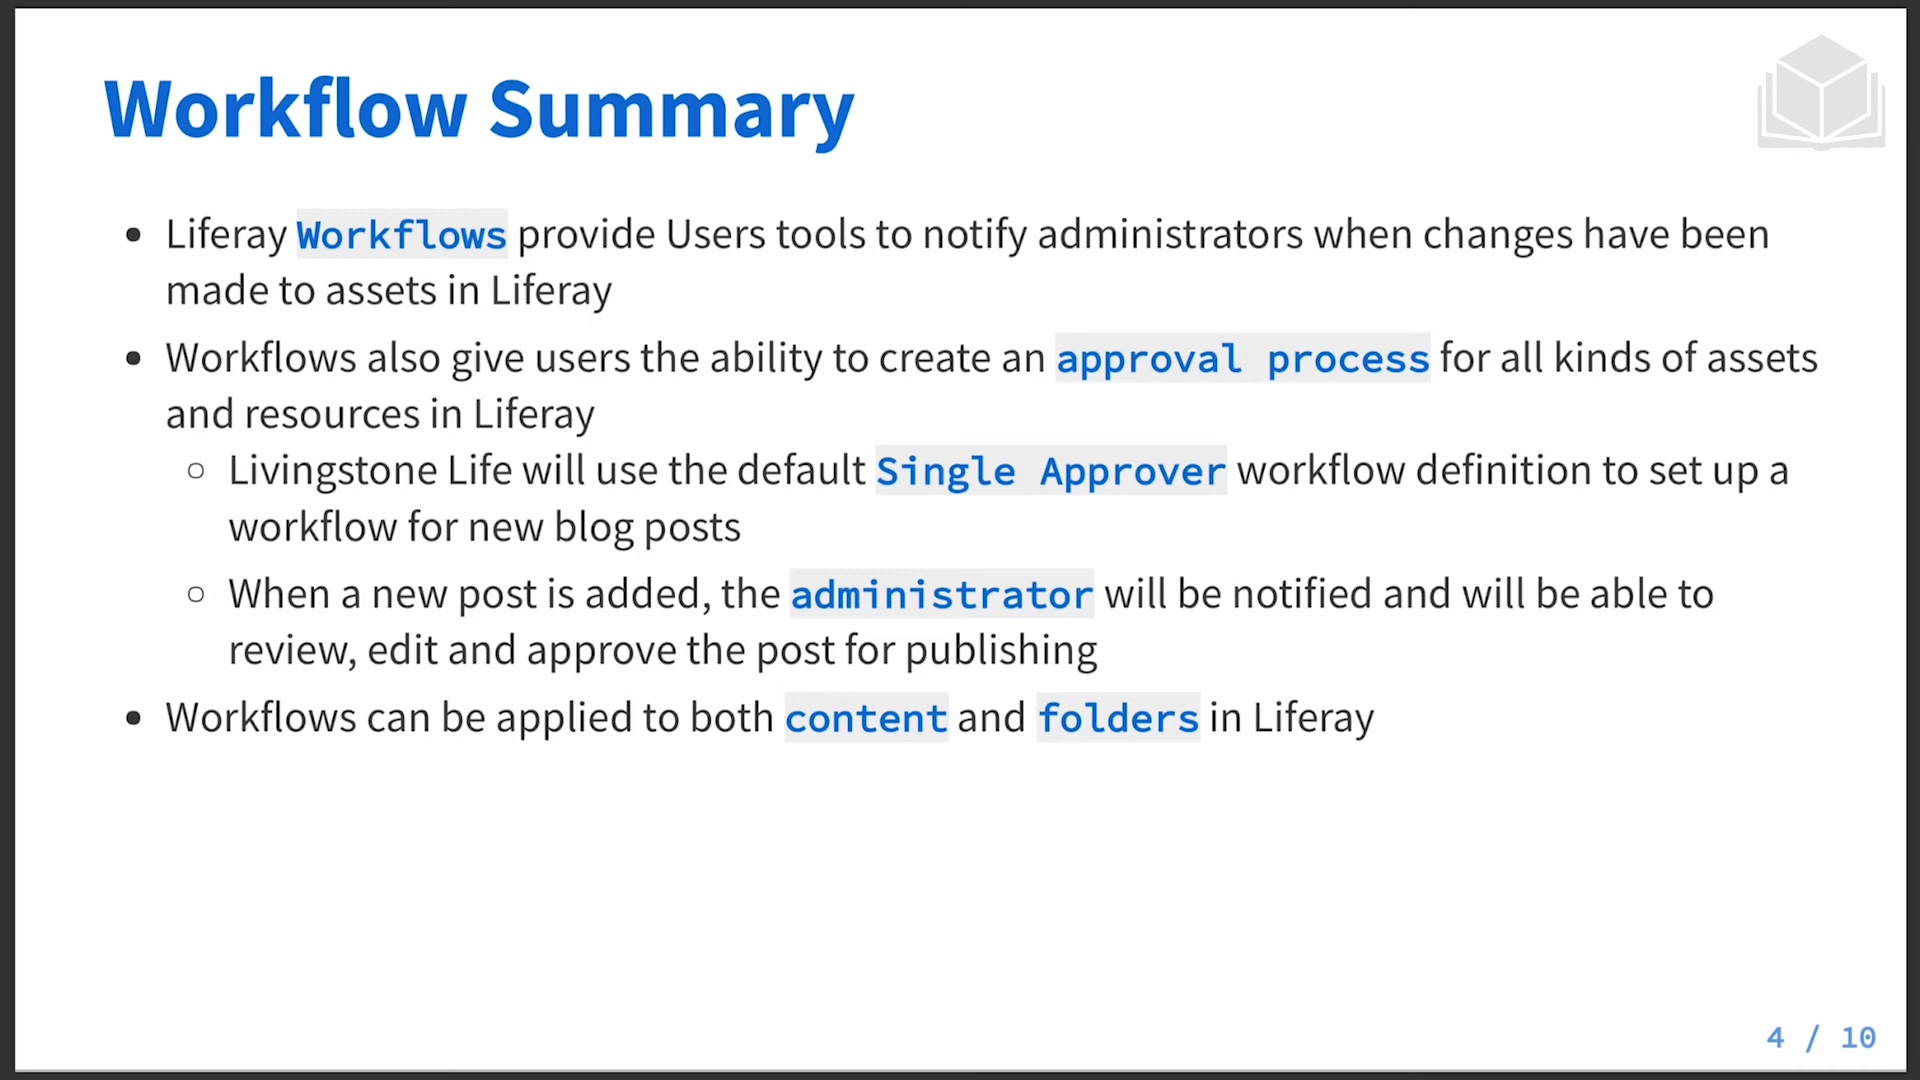 Workflow Summary
• Liferay Workflows provide Users tools to notify administrators when changes have been
made to assets in Liferay
• Workflows also give users the ability to create an approval process for all kinds of assets
and resources in Liferay
○ Livingstone Life will use the default Single Approver workflow definition to set up a
workflow for new blog posts
○ When a new post is added, the administrator will be notified and will be able to
review, edit and approve the post for publishing
• Workflows can be applied to both content and folders in Liferay
4 / 10